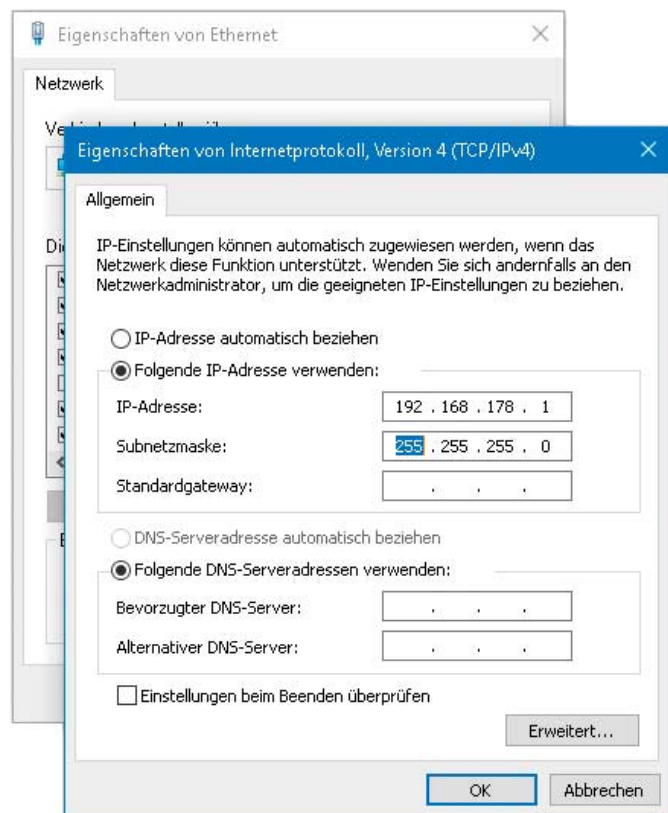 Eigenschaften von Ethernet
Netzwerk
Eigenschaften von Internetprotokoll, Version 4 (TCP/IPv4)
Allgemein
IP-Einstellungen können automatisch zugewiesen werden, wenn das
Netzwerk diese Funktion unterstützt. Wenden Sie sich andernfalls an den
Netzwerkadministrator, um die geeigneten IP-Einstellungen zu beziehen.
IP-Adresse automatisch beziehen
Folgende IP-Adresse verwenden:
IP-Adresse: 192 . 168 . 178 . 1
Subnetzmaske: 255 . 255 . 255 . 0
Standardgateway: . . .
DNS-Serveradresse automatisch beziehen
Folgende DNS-Serveradressen verwenden:
Bevorzugter DNS-Server: . . .
Alternativer DNS-Server: . . .
Einstellungen beim Beenden überprüfen
Erweitert...
OK Abbrechen